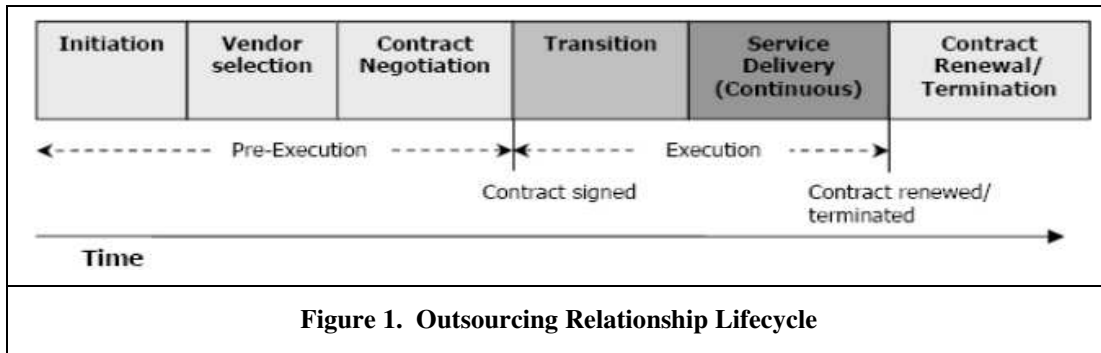 Initiation
Vendor
selection
Contract
Negotiation
Transition
Service
Delivery
(Continuous)
Contract
Renewal/
Termination
Pre-Execution
Execution
Contract signed
Contract renewed/
terminated
Time
Figure 1. Outsourcing Relationship Lifecycle